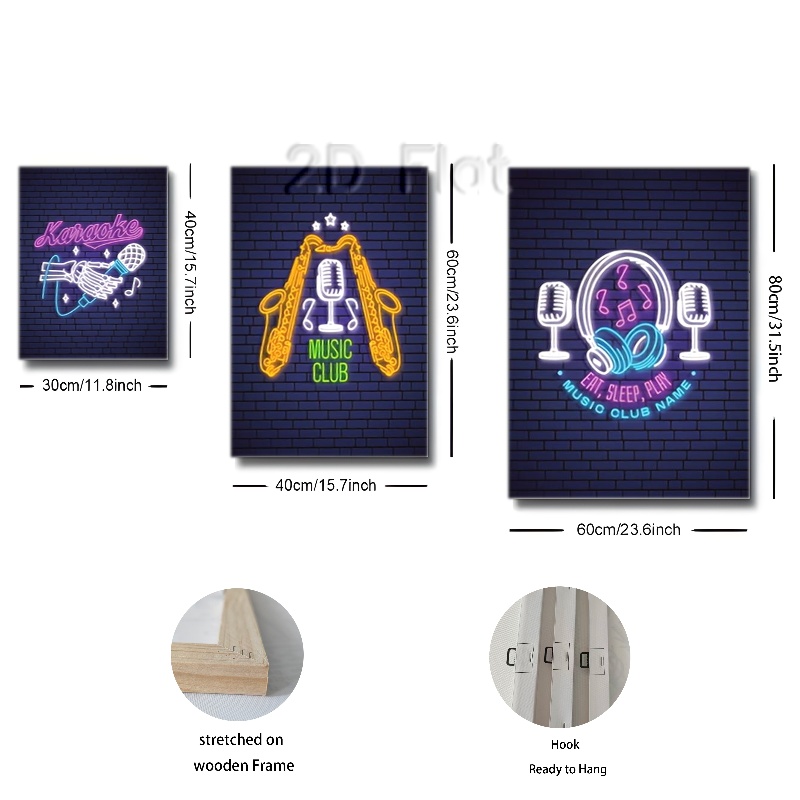 2D Flat
Karaoke
40cm/15.7inch
30cm/11.8inch
MUSIC
CLUB
60cm/23.6inch
40cm/15.7inch
EAT, SLEEP, PLAY
• MUSIC CLUB NAME •
80cm/31.5inch
60cm/23.6inch
stretched on
wooden Frame
Hook
Ready to Hang